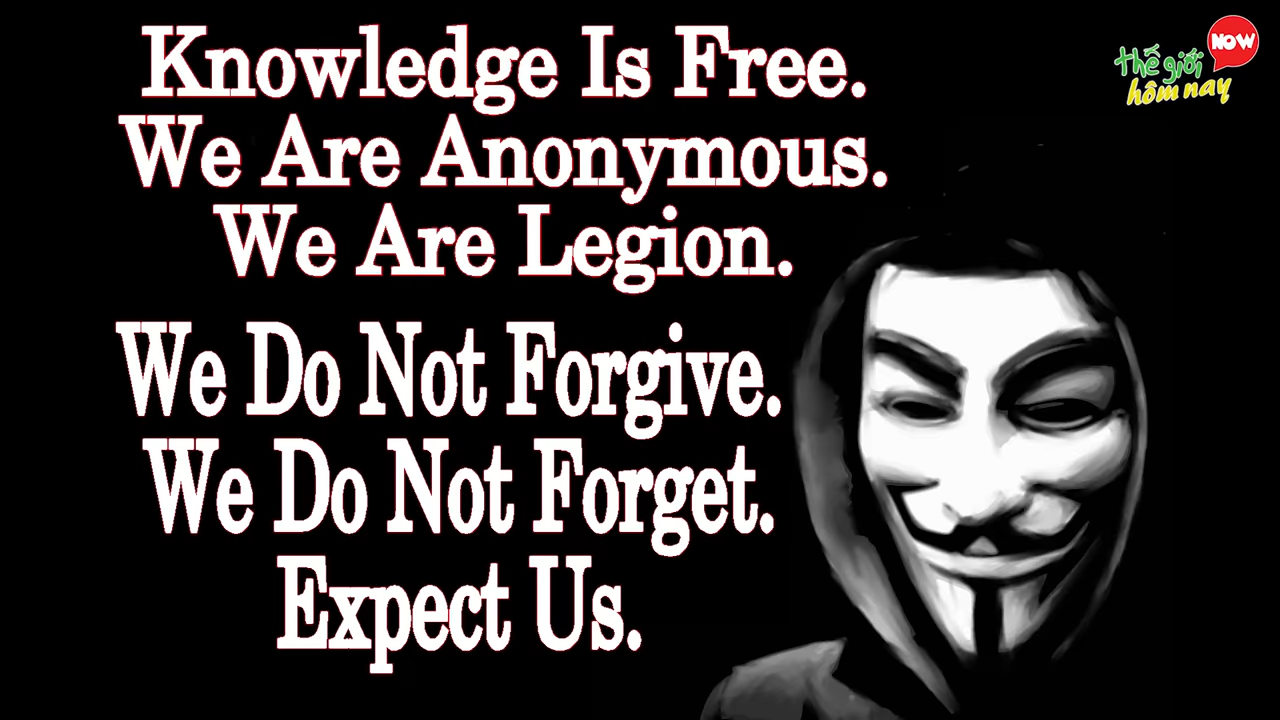 Knowledge Is Free.
We Are Anonymous.
We Are Legion.
We Do Not Forgive.
We Do Not Forget.
Expect Us.
NOW
thế giới
hôm nay